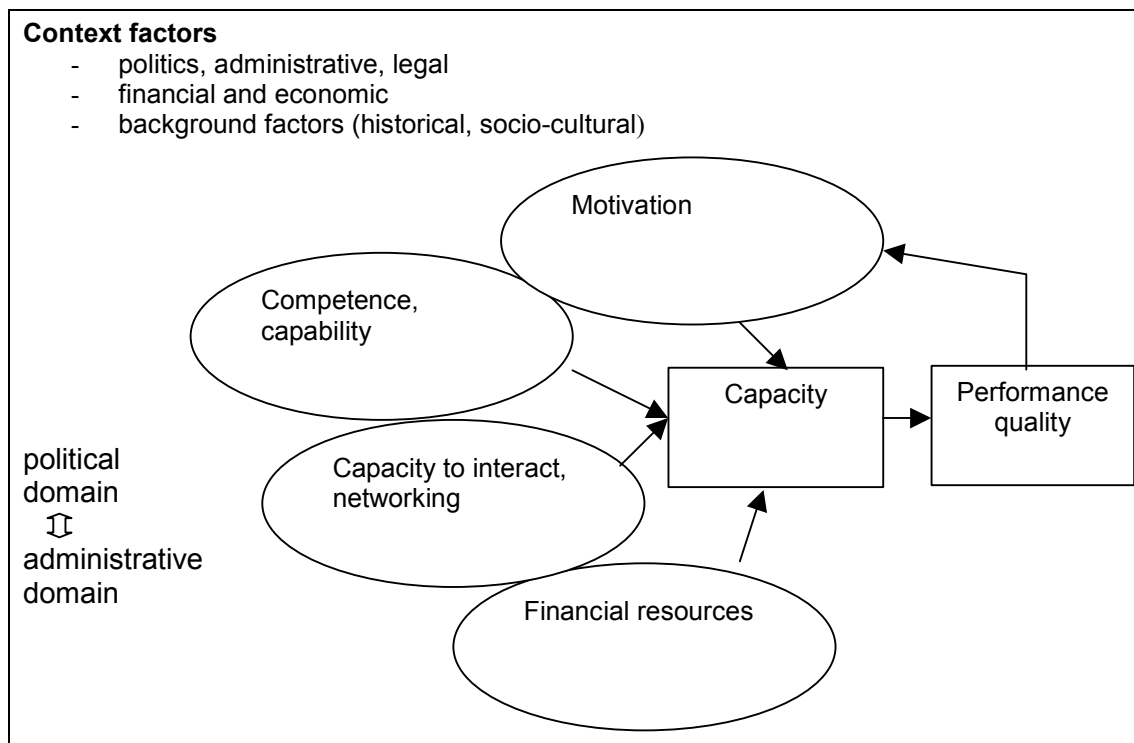 Context factors
- politics, administrative, legal
- financial and economic
- background factors (historical, socio-cultural)
Motivation
Competence,
capability
Capacity
Performance
quality
Capacity to interact,
networking
political
domain
⇕
administrative
domain
Financial resources